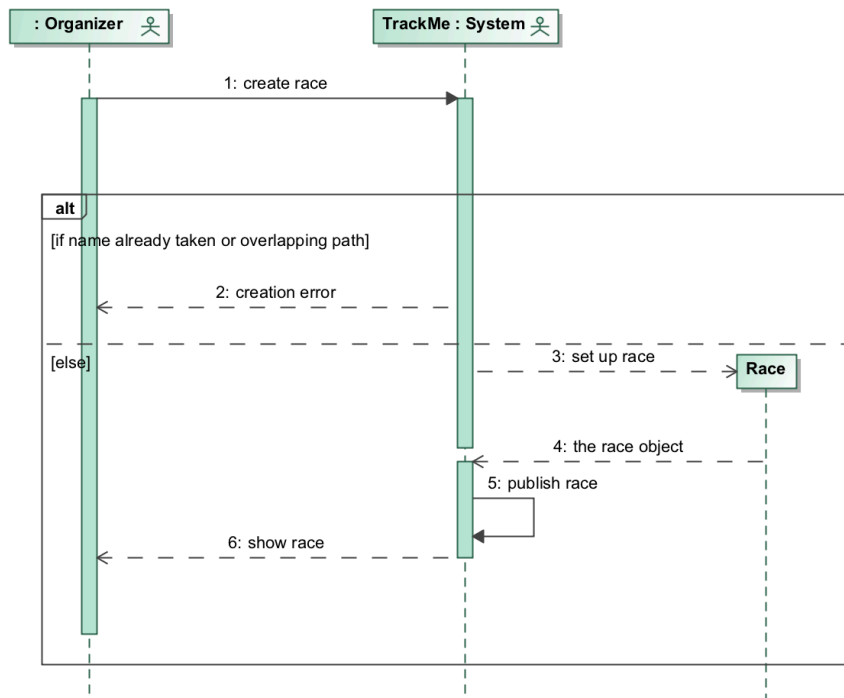 : Organizer
TrackMe : System
1: create race
alt
[if name already taken or overlapping path]
2: creation error
[else]
3: set up race
Race
4: the race object
5: publish race
6: show race